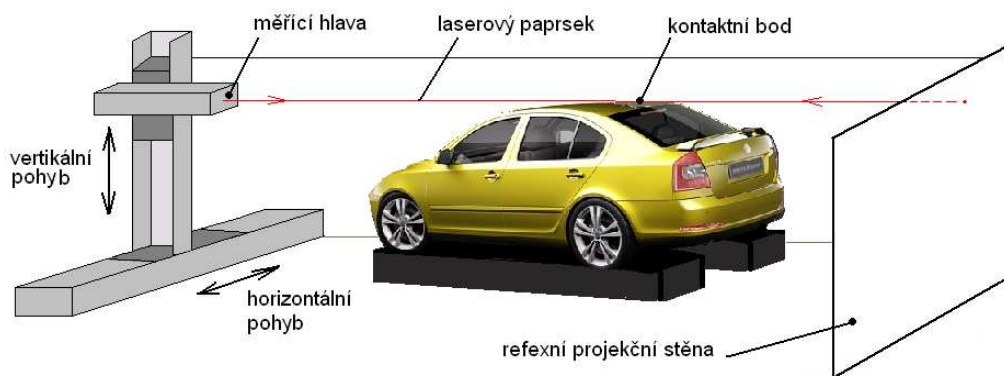 měřící hlava
laserový paprsek
kontaktní bod
vertikální
pohyb
horizontální
pohyb
refexní projekční stěna